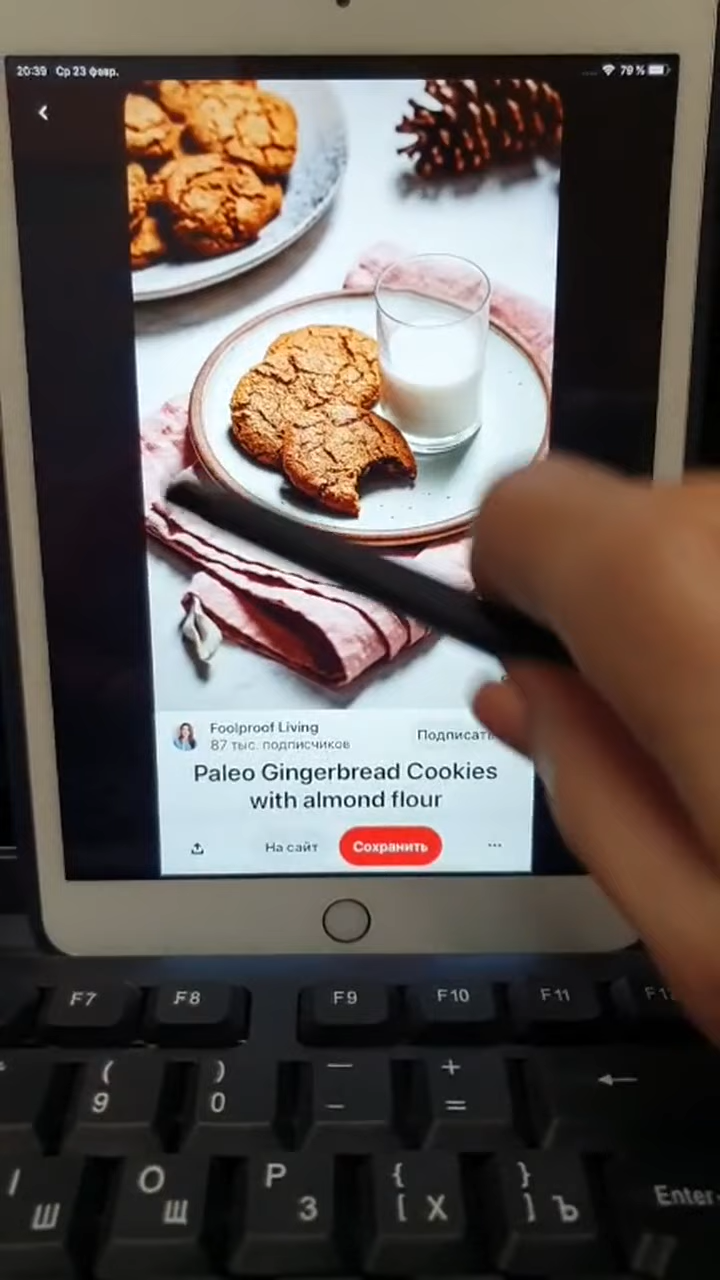 20:39 Ср 23 февр.
79 %
Foolproof Living
87 тыс. подписчиков
Подписат
Paleo Gingerbread Cookies
with almond flour
На сайт
Сохранить
...
F7 F8 F9 F10 F11 F12
( ) — +
9 0 – = ←
I O P { }
Ш Щ З [ Х ] Ъ
Enter